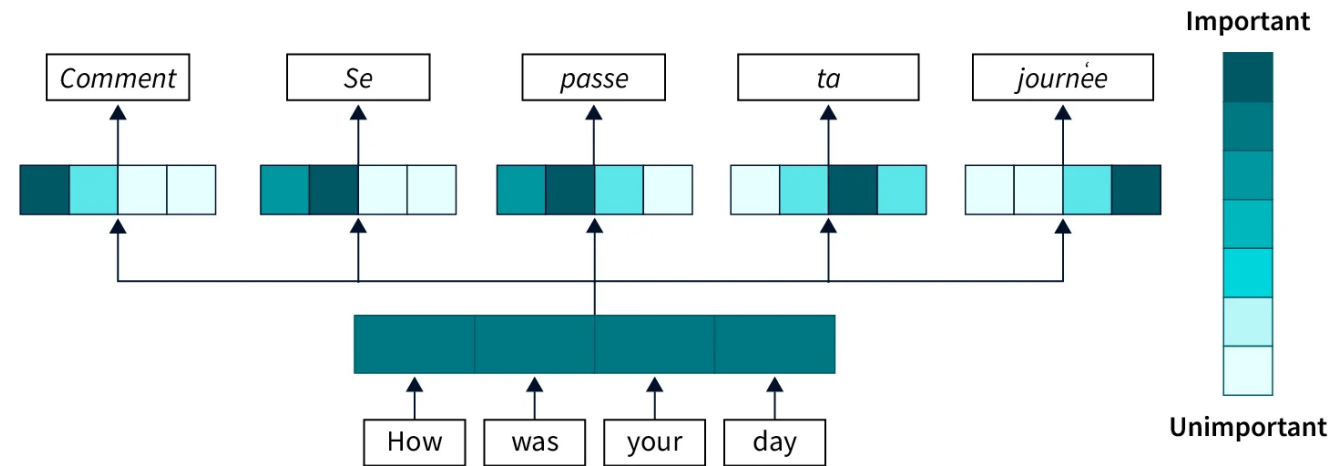 Important
Comment
Se
passe
ta
journée
How
was
your
day
Unimportant